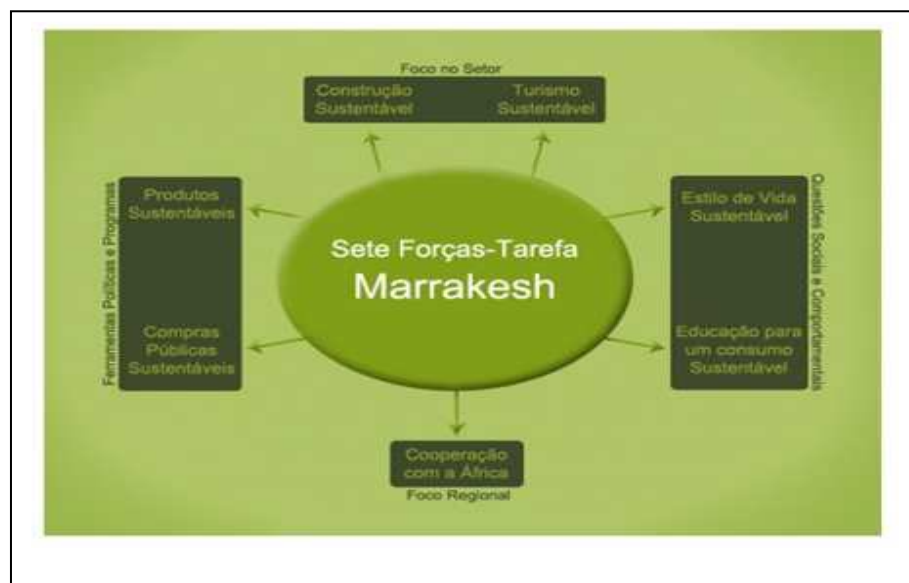 Foco no Setor
Construção
Sustentável
Turismo
Sustentável
Ferramentas Políticas e Programas
Produtos
Sustentáveis
Compras
Públicas
Sustentáveis
Sete Forças-Tarefa
Marrakesh
Estilo de Vida
Sustentável
Educação para
um consumo
Sustentável
Questões Sociais e Comportamentais
Cooperação
com a África
Foco Regional